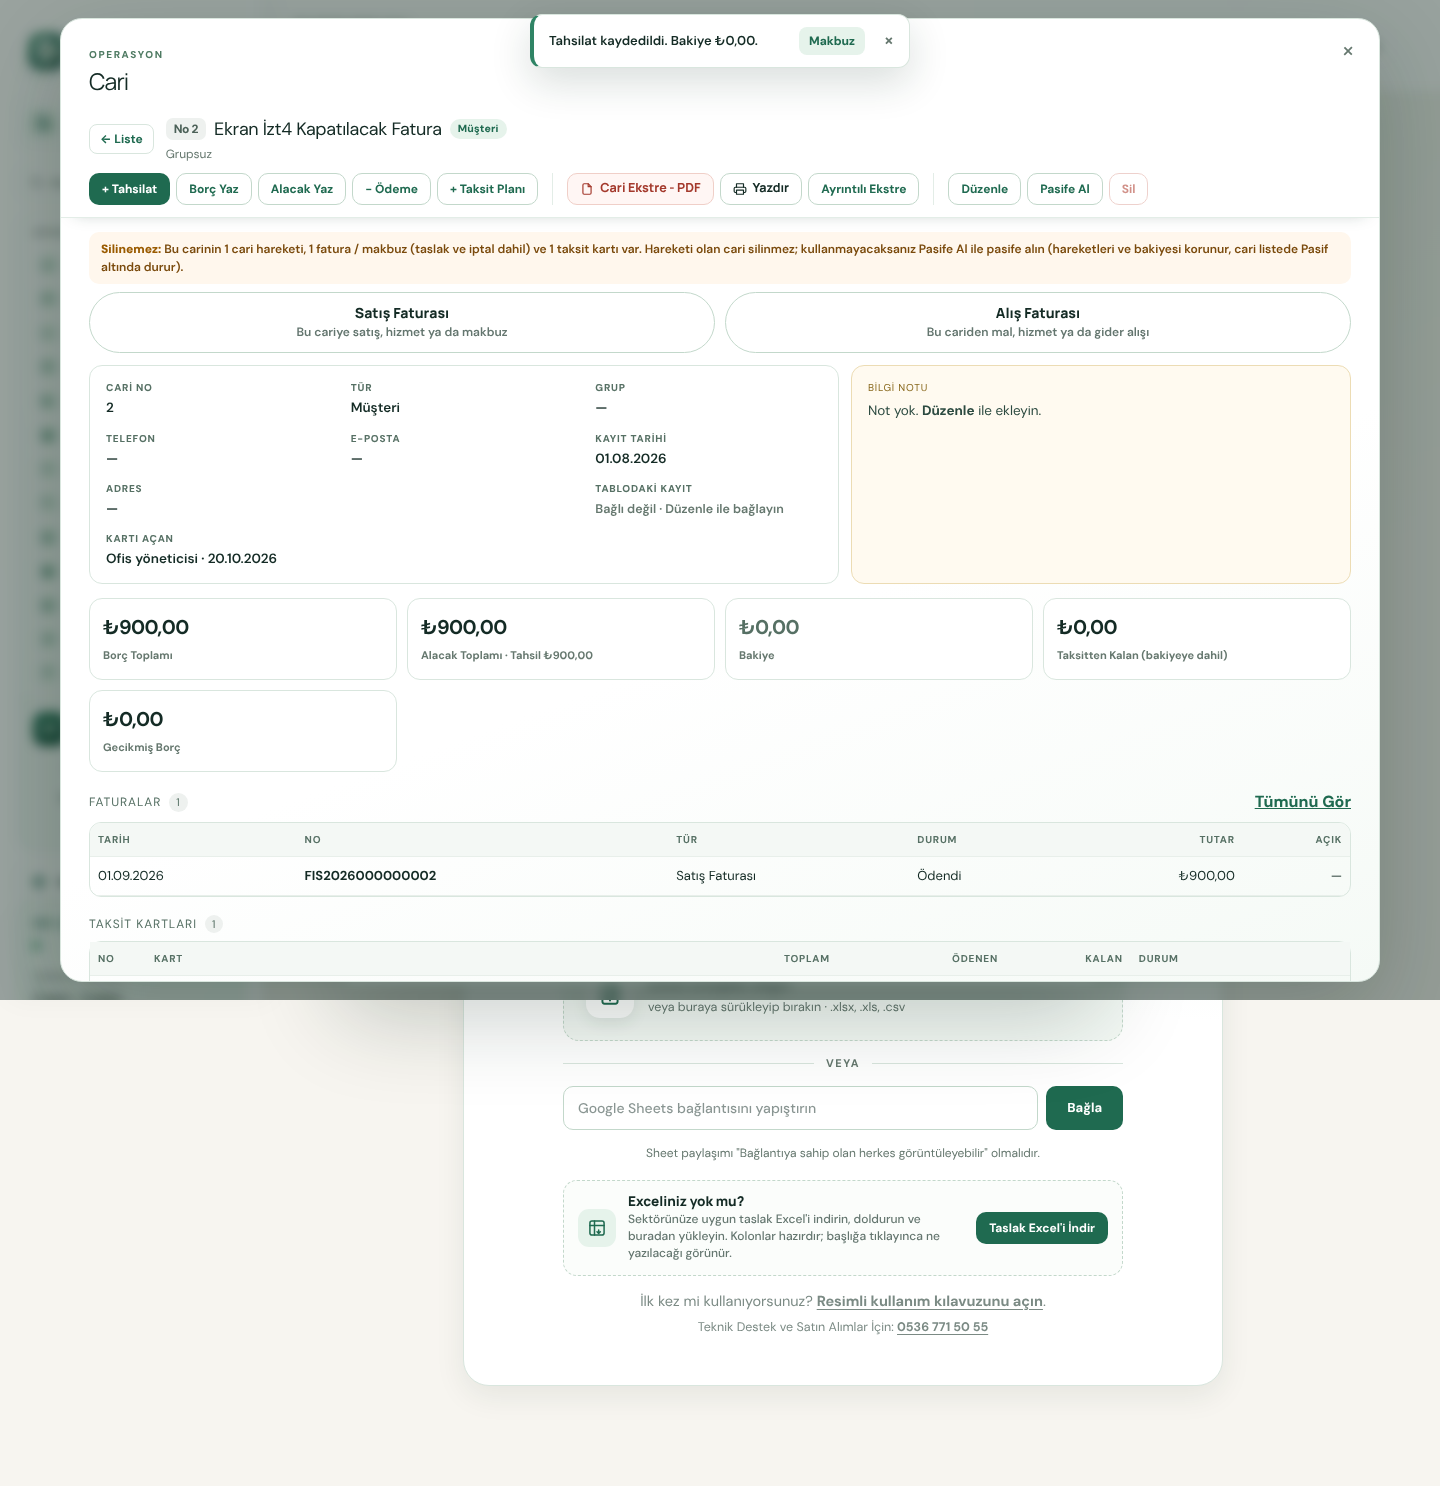 Tahsilat kaydedildi. Bakiye ₺0,00.
Makbuz
×
OPERASYON
Cari
×
← Liste
No 2
Ekran İzt4 Kapatılacak Fatura
Müşteri
Grupsuz
+ Tahsilat
Borç Yaz
Alacak Yaz
− Ödeme
+ Taksit Planı
Cari Ekstre - PDF
Yazdır
Ayrıntılı Ekstre
Düzenle
Pasife Al
Sil
Silinemez: Bu carinin 1 cari hareketi, 1 fatura / makbuz (taslak ve iptal dahil) ve 1 taksit kartı var. Hareketi olan cari silinmez; kullanmayacaksanız Pasife Al ile pasife alın (hareketleri ve bakiyesi korunur, cari listede Pasif
altında durur).
Satış Faturası
Bu cariye satış, hizmet ya da makbuz
Alış Faturası
Bu cariden mal, hizmet ya da gider alışı
CARİ NO
TÜR
GRUP
2
Müşteri
—
TELEFON
E-POSTA
KAYIT TARİHİ
—
—
01.08.2026
ADRES
TABLODAKİ KAYIT
—
Bağlı değil · Düzenle ile bağlayın
KARTI AÇAN
Ofis yöneticisi · 20.10.2026
BİLGİ NOTU
Not yok. Düzenle ile ekleyin.
₺900,00
Borç Toplamı
₺900,00
Alacak Toplamı · Tahsil ₺900,00
₺0,00
Bakiye
₺0,00
Taksitten Kalan (bakiyeye dahil)
₺0,00
Gecikmiş Borç
FATURALAR 1
Tümünü Gör
TARİH NO TÜR DURUM TUTAR AÇIK
01.09.2026 FIS2026000000002 Satış Faturası Ödendi ₺900,00 —
TAKSİT KARTLARI 1
NO KART TOPLAM ÖDENEN KALAN DURUM
veya buraya sürükleyip bırakın · .xlsx, .xls, .csv
VEYA
Google Sheets bağlantısını yapıştırın
Bağla
Sheet paylaşımı "Bağlantıya sahip olan herkes görüntüleyebilir" olmalıdır.
Exceliniz yok mu?
Sektörünüze uygun taslak Excel'i indirin, doldurun ve
buradan yükleyin. Kolonlar hazırdır; başlığa tıklayınca ne
yazılacağı görünür.
Taslak Excel'i İndir
İlk kez mi kullanıyorsunuz? Resimli kullanım kılavuzunu açın.
Teknik Destek ve Satın Alımlar İçin: 0536 771 50 55